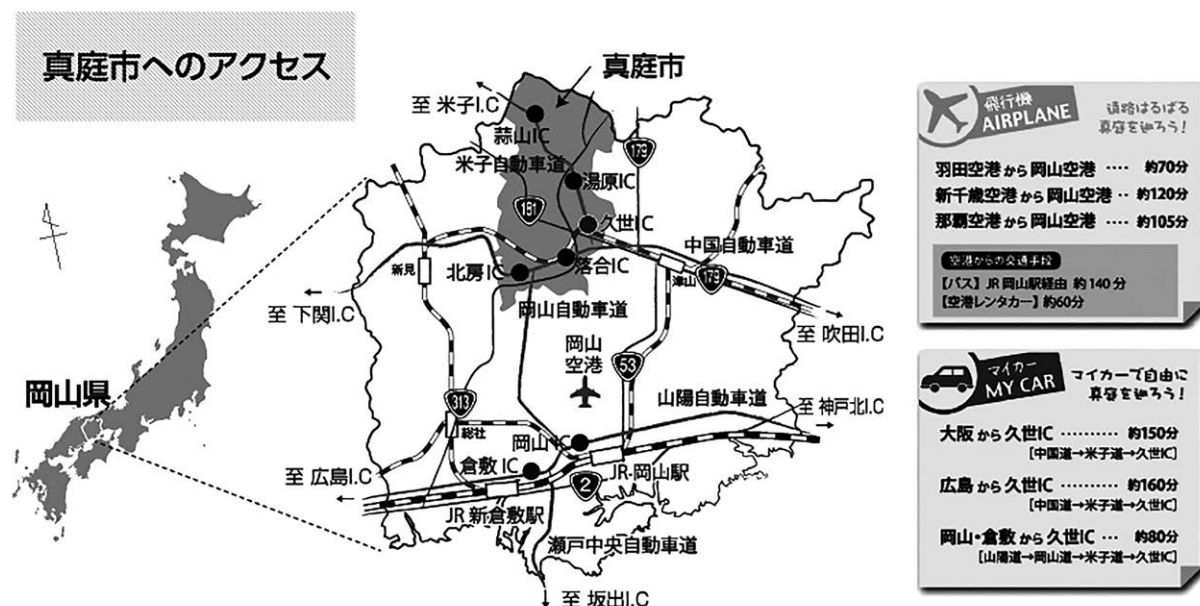 真庭市へのアクセス
真庭市
至 米子I.C
蒜山IC
米子自動車道
179
湯原IC
181
久世IC
中国自動車道
新見
北房IC
落合IC
津山
179
岡山自動車道
至 下関I.C
至 吹田I.C
岡山
空港
53
岡山県
313
山陽自動車道
至 神戸北I.C
総社
岡山IC
倉敷IC
至 広島I.C
2
JR 岡山駅
JR 新倉敷駅
瀬戸中央自動車道
至 坂出I.C
飛行機
AIRPLANE
遠路はるばる
真庭を巡ろう!
羽田空港から岡山空港 ‥‥ 約70分
新千歳空港から岡山空港 ‥ 約120分
那覇空港から岡山空港 ‥‥ 約105分
空港からの交通手段
【バス】JR岡山駅経由 約140分
【空港レンタカー】約60分
マイカー
MY CAR
マイカーで自由に
真庭を巡ろう!
大阪から久世IC ‥‥‥‥‥ 約150分
[中国道→米子道→久世IC]
広島から久世IC ‥‥‥‥‥ 約160分
[中国道→米子道→久世IC]
岡山・倉敷から久世IC ‥‥ 約80分
[山陽道→岡山道→米子道→久世IC]